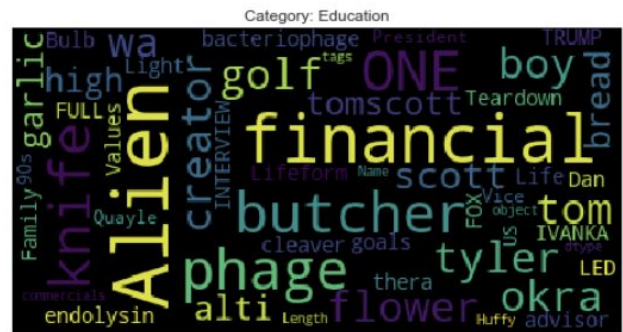 Category: Education
Bulb
bacteriophage
President
TRUMP
wa
garlic
high
Light
creator
golf
tags
ONE
boy
bread
FULL
tomscott
Teardown
90s
knife
Values
Alien
INTERVIEW
financial
Family
Lifeform
Name
scott
Life
Dan
Quayle
butcher
Vice
FOX
object
tom
us
IVANKA
cleaver
goals
tyler
dtype
phage
thera
LED
commercials
endolysin
alti
Length
flower
Huffy
okra
advisor